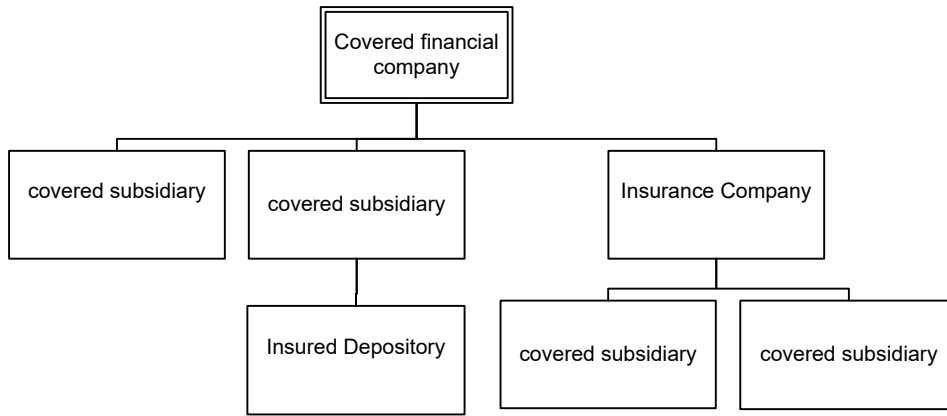 Covered financial
company
covered subsidiary
covered subsidiary
Insurance Company
Insured Depository
covered subsidiary
covered subsidiary